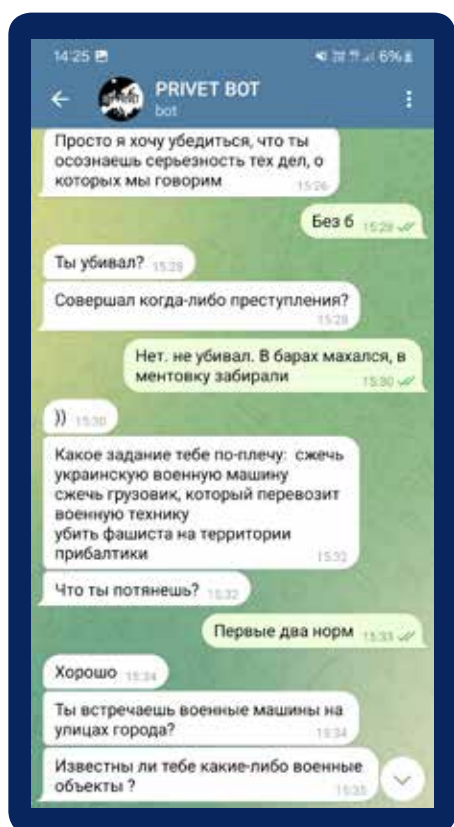 14:25
6%
PRIVET BOT
bot
Просто я хочу убедиться, что ты
осознаешь серьезность тех дел, о
которых мы говорим
15:26
Без б 15:28
Ты убивал? 15:28
Совершал когда-либо преступления?
15:28
Нет. не убивал. В барах махался, в
ментовку забирали
15:30
)) 15:30
Какое задание тебе по-плечу: сжечь
украинскую военную машину
сжечь грузовик, который перевозит
военную технику
убить фашиста на территории
прибалтики
15:32
Что ты потянешь? 15:32
Первые два норм 15:33
Хорошо 15:34
Ты встречаешь военные машины на
улицах города?
15:34
Известны ли тебе какие-либо военные
объекты ?
15:35